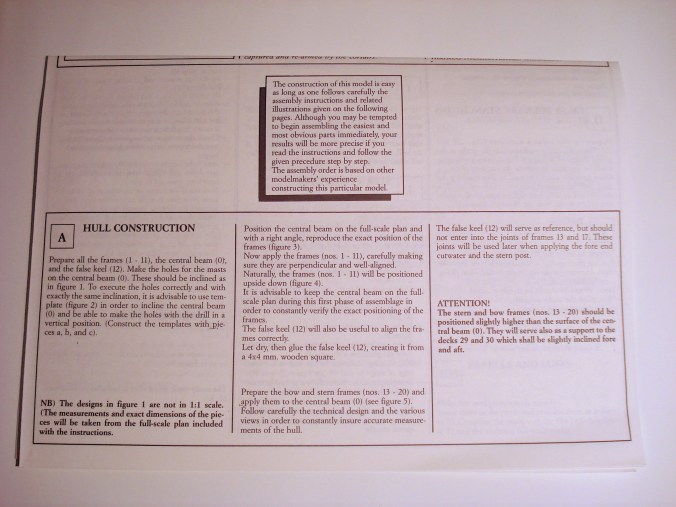 captured and re-armed by the
The construction of this model is easy
as long as one follows carefully the
assembly instructions and related
illustrations given on the following
pages. Although you may be tempted
to begin assembling the easiest and
most obvious parts immediately, your
results will be more precise if you
read the instructions and follow the
given precedure step by step.
The assembly order is based on other
modelmakers' experience
constructing this particular model.
A
HULL CONSTRUCTION
Prepare all the frames (1 - 11), the central beam (0),
and the false keel (12). Make the holes for the masts
on the central beam (0). These should be inclined as
in figure 1. To execute the holes correctly and with
exactly the same inclination, it is advisable to use tem-
plate (figure 2) in order to incline the central beam
(0) and be able to make the holes with the drill in a
vertical position. (Construct the templates with pie-
ces a, b, and c).
NB) The designs in figure 1 are not in 1:1 scale.
(The measurements and exact dimensions of the pie-
ces will be taken from the full-scale plan included
with the instructions.
Position the central beam on the full-scale plan and
with a right angle, reproduce the exact position of the
frames (figure 3).
Now apply the frames (nos. 1 - 11), carefully making
sure they are perpendicular and well-aligned.
Naturally, the frames (nos. 1 - 11) will be positioned
upside down (figure 4).
It is advisable to keep the central beam on the full-
scale plan during this first phase of assemblage in
order to constantly verify the exact positioning of the
frames.
The false keel (12) will also be useful to align the fra-
mes correctly.
Let dry, then glue the false keel (12), creating it from
a 4x4 mm. wooden square.
Prepare the bow and stern frames (nos. 13 - 20) and
apply them to the central beam (0) (see figure 5).
Follow carefully the technical design and the various
views in order to constantly insure accurate measure-
ments of the hull.
The false keel (12) will serve as reference, but should
not enter into the joints of frames 13 and 17. These
joints will be used later when applying the fore end
cutwater and the stern post.
ATTENTION!
The stern and bow frames (nos. 13 - 20) should be
positioned slightly higher than the surface of the cen-
tral beam (0). They will serve also as a support to the
decks 29 and 30 which shall be slightly inclined fore
and aft.